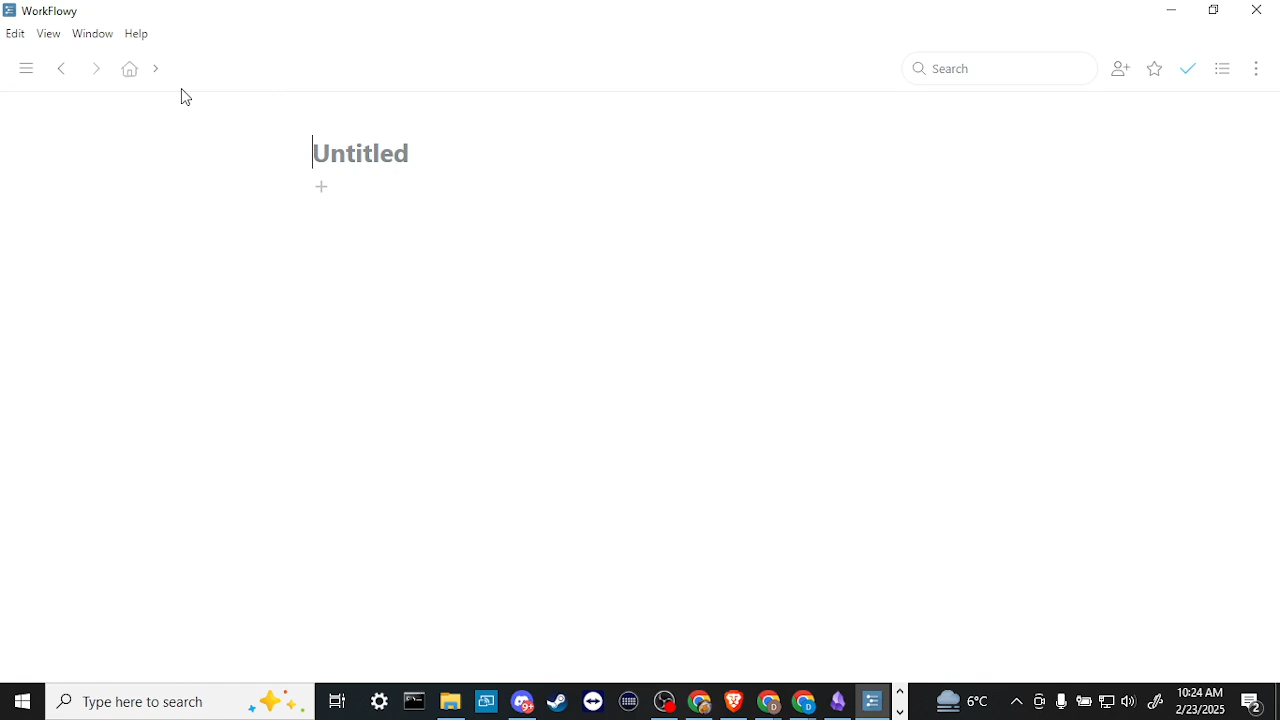 WorkFlowy
Edit View Window Help
Search
Untitled
Type here to search
99+
D
D
6°C
10:24 AM
2/23/2025
2